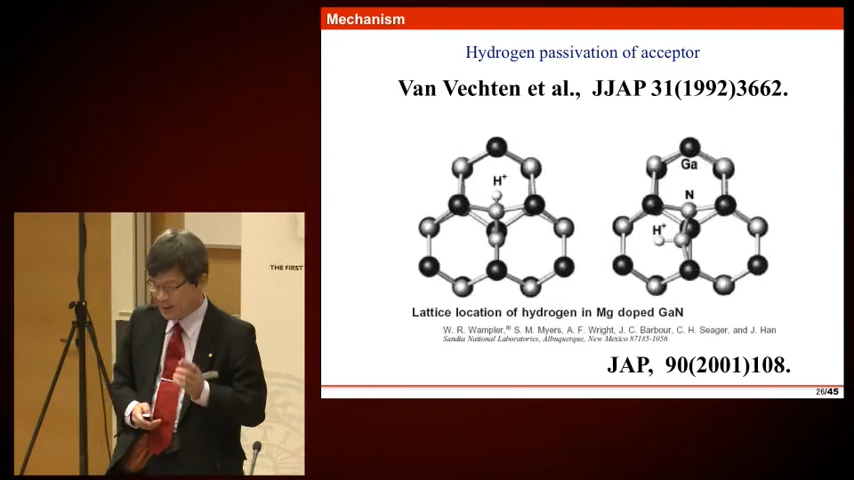 Mechanism
Hydrogen passivation of acceptor
Van Vechten et al., JJAP 31(1992)3662.
H+
Ga
N
H+
Lattice location of hydrogen in Mg doped GaN
W. R. Wampler,a) S. M. Myers, A. F. Wright, J. C. Barbour, C. H. Seager, and J. Han
Sandia National Laboratories, Albuquerque, New Mexico 87185-1056
JAP, 90(2001)108.
26/45
THE FIRST